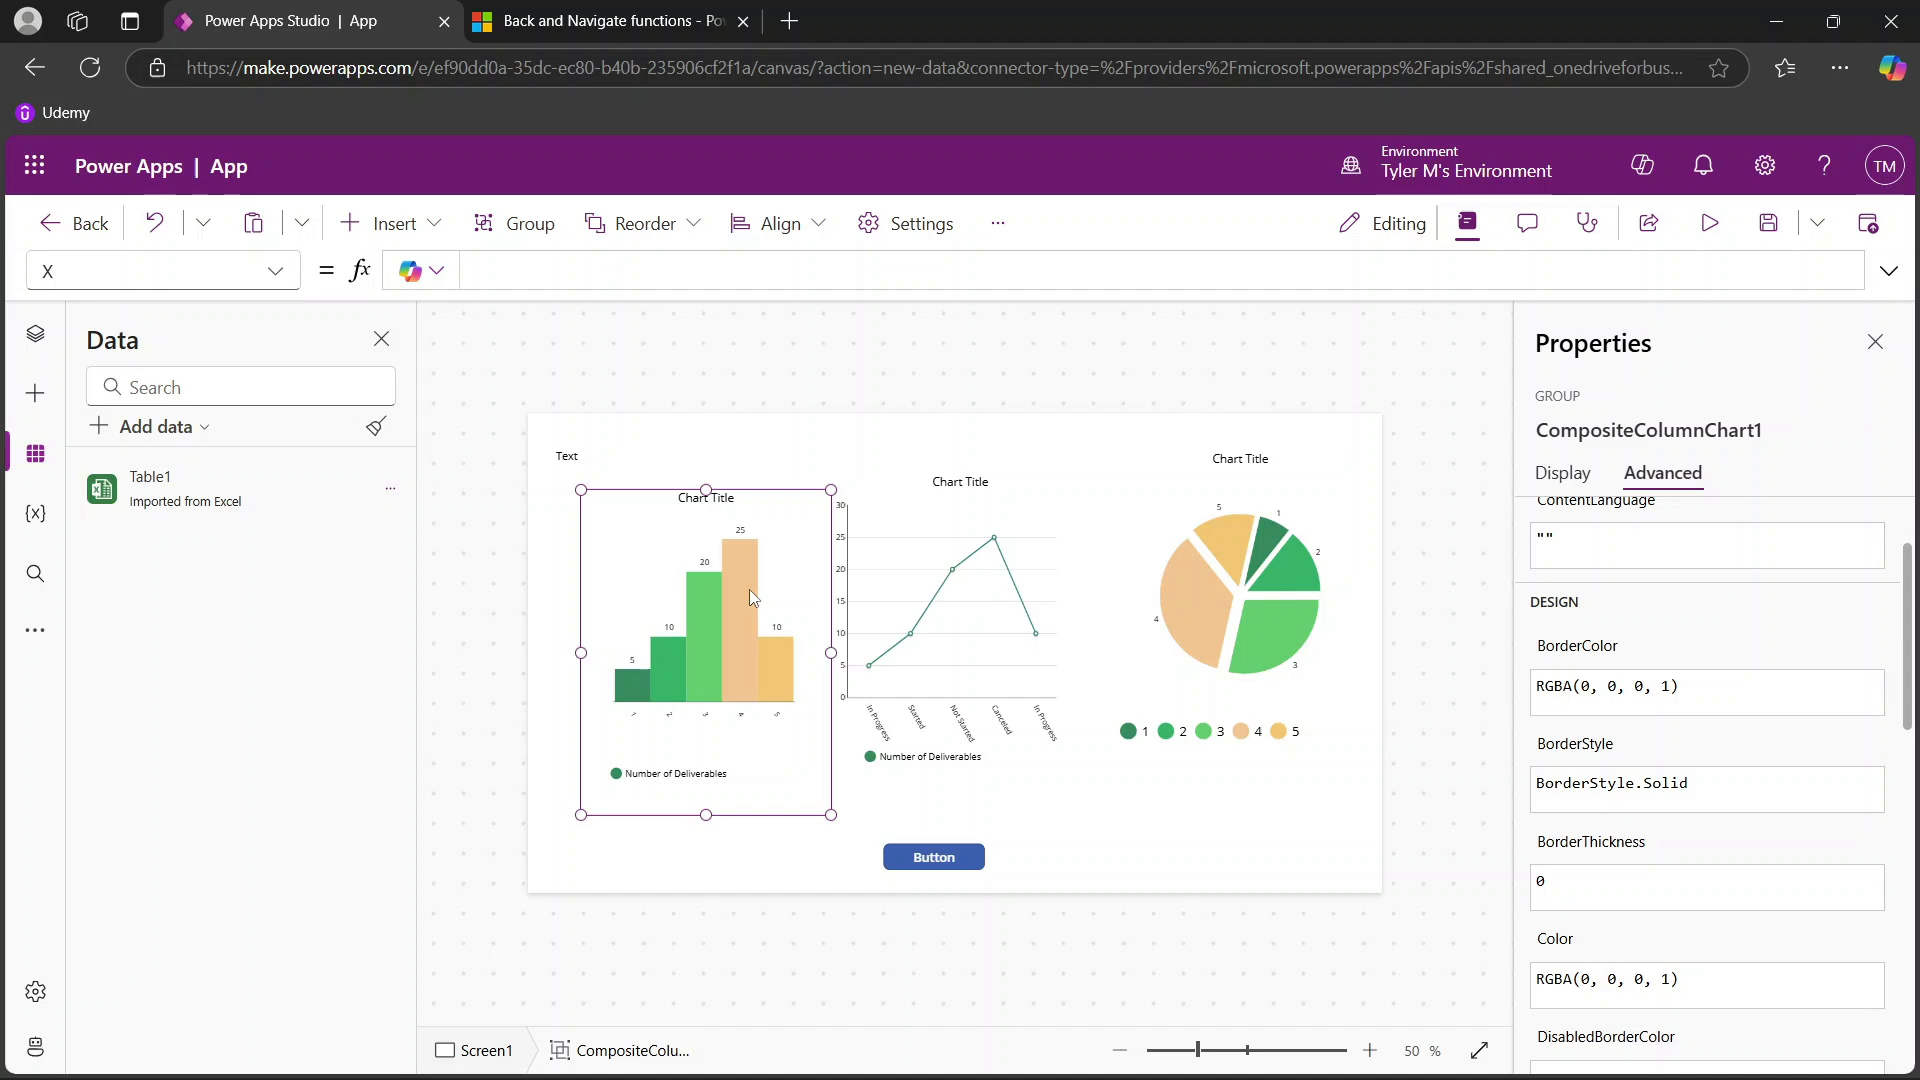 Power Apps Studio | App
Back and Navigate functions - Po
https://make.powerapps.com/e/ef90dd0a-35dc-ec80-b40b-235906cf2f1a/canvas/?action=new-data&connector-type=%2Fproviders%2Fmicrosoft.powerapps%2Fapis%2Fshared_onedriveforbus...
Udemy
Power Apps | App
Environment
Tyler M's Environment
TM
Back
Insert
Group
Reorder
Align
Settings
...
Editing
X
= fx
Data
Search
Add data
Table1
Imported from Excel
...
Text
Chart Title
25
20
10
10
5
1
2
3
4
5
Number of Deliverables
Chart Title
30
25
20
15
10
5
0
In Progress
Started
Not Started
Canceled
In Progress
Number of Deliverables
Chart Title
5
1
2
4
3
1 2 3 4 5
Button
Properties
GROUP
CompositeColumnChart1
Display Advanced
ContentLanguage
""
DESIGN
BorderColor
RGBA(0, 0, 0, 1)
BorderStyle
BorderStyle.Solid
BorderThickness
0
Color
RGBA(0, 0, 0, 1)
DisabledBorderColor
Screen1
CompositeColu...
50 %